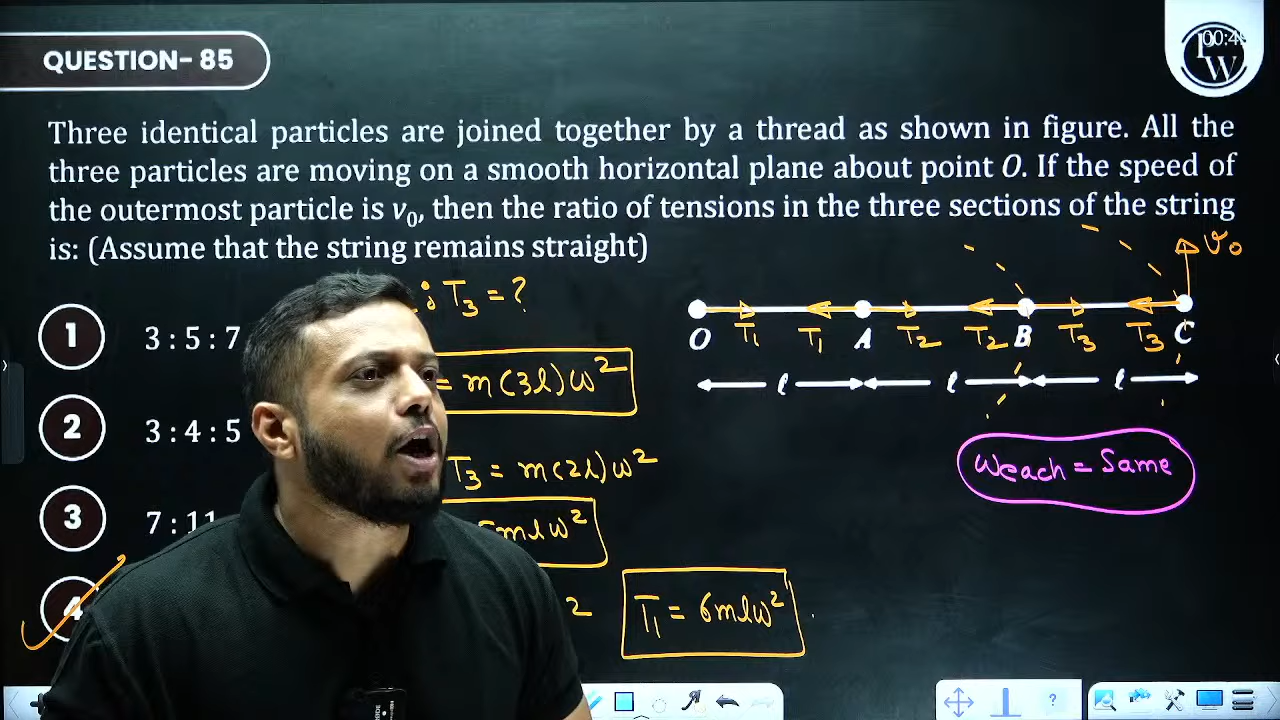 QUESTION- 85
00:4
W
Three identical particles are joined together by a thread as shown in figure. All the
three particles are moving on a smooth horizontal plane about point O. If the speed of
the outermost particle is v₀, then the ratio of tensions in the three sections of the string
is: (Assume that the string remains straight)
v₀
1 3 : 5 : 7
; T₃ = ?
O T₁ T₁ A T₂ T₂ B T₃ T₃ C
= m(3l)ω²
l l l
2 3 : 4 : 5
T₃ = m(2l)ω²
ωeach = Same
3 7 : 11
mlω²
4
2
T₁ = 6mlω²